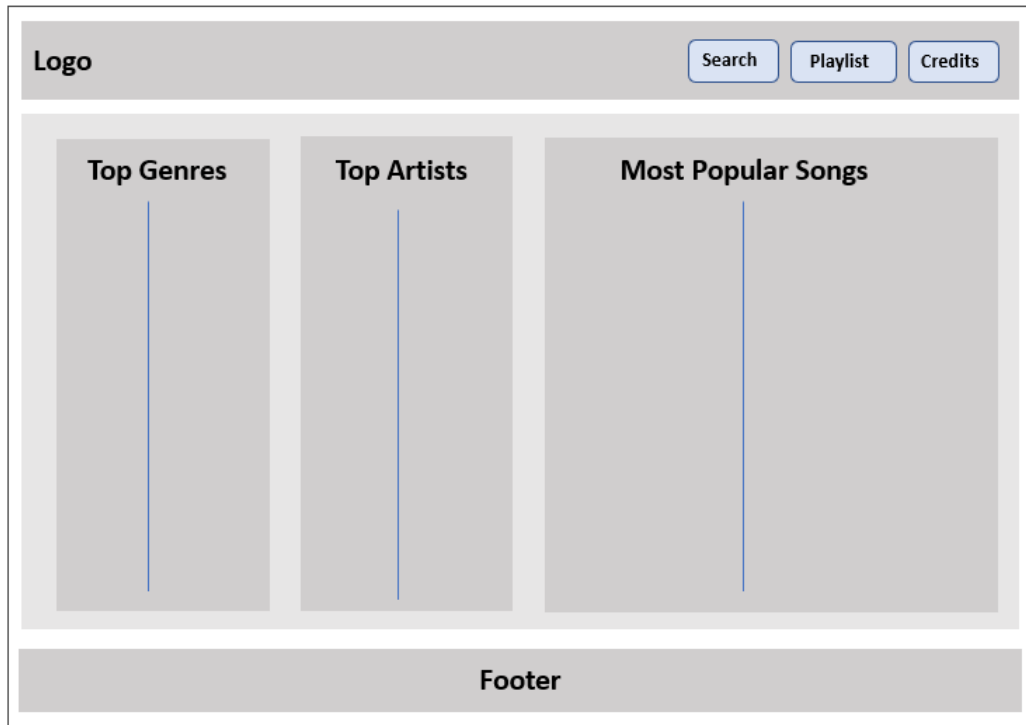 Logo
Search
Playlist
Credits
Top Genres
Top Artists
Most Popular Songs
Footer